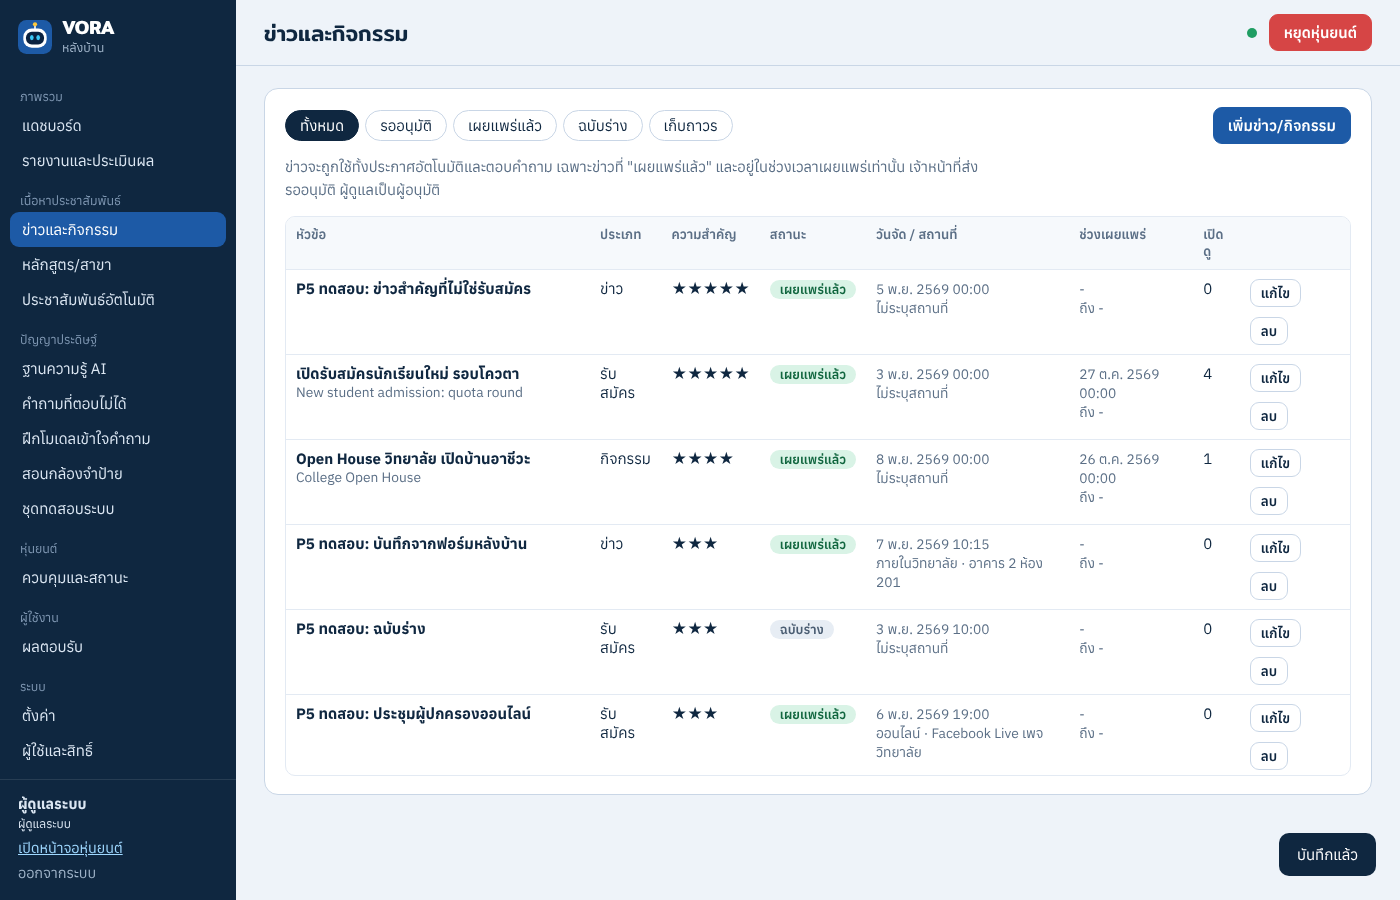 VORA
หลังบ้าน
ภาพรวม
แดชบอร์ด
รายงานและประเมินผล
เนื้อหาประชาสัมพันธ์
ข่าวและกิจกรรม
หลักสูตร/สาขา
ประชาสัมพันธ์อัตโนมัติ
ปัญญาประดิษฐ์
ฐานความรู้ AI
คำถามที่ตอบไม่ได้
ฝึกโมเดลเข้าใจคำถาม
สอนกล้องจำป้าย
ชุดทดสอบระบบ
หุ่นยนต์
ควบคุมและสถานะ
ผู้ใช้งาน
ผลตอบรับ
ระบบ
ตั้งค่า
ผู้ใช้และสิทธิ์
ผู้ดูแลระบบ
ผู้ดูแลระบบ
เปิดหน้าจอหุ่นยนต์
ออกจากระบบ
ข่าวและกิจกรรม
หยุดหุ่นยนต์
ทั้งหมด รออนุมัติ เผยแพร่แล้ว ฉบับร่าง เก็บถาวร
เพิ่มข่าว/กิจกรรม
ข่าวจะถูกใช้ทั้งประกาศอัตโนมัติและตอบคำถาม เฉพาะข่าวที่ "เผยแพร่แล้ว" และอยู่ในช่วงเวลาเผยแพร่เท่านั้น เจ้าหน้าที่ส่ง
รออนุมัติ ผู้ดูแลเป็นผู้อนุมัติ
หัวข้อ ประเภท ความสำคัญ สถานะ วันจัด / สถานที่ ช่วงเผยแพร่ เปิด
ดู
P5 ทดสอบ: ข่าวสำคัญที่ไม่ใช่รับสมัคร ข่าว ★★★★★ เผยแพร่แล้ว 5 พ.ย. 2569 00:00 - 0 แก้ไข
ไม่ระบุสถานที่ ถึง -
ลบ
เปิดรับสมัครนักเรียนใหม่ รอบโควตา รับ ★★★★★ เผยแพร่แล้ว 3 พ.ย. 2569 00:00 27 ต.ค. 2569 4 แก้ไข
New student admission: quota round สมัคร ไม่ระบุสถานที่ 00:00
ถึง - ลบ
Open House วิทยาลัย เปิดบ้านอาชีวะ กิจกรรม ★★★★ เผยแพร่แล้ว 8 พ.ย. 2569 00:00 26 ต.ค. 2569 1 แก้ไข
College Open House ไม่ระบุสถานที่ 00:00
ถึง - ลบ
P5 ทดสอบ: บันทึกจากฟอร์มหลังบ้าน ข่าว ★★★ เผยแพร่แล้ว 7 พ.ย. 2569 10:15 - 0 แก้ไข
ภายในวิทยาลัย · อาคาร 2 ห้อง ถึง -
201 ลบ
P5 ทดสอบ: ฉบับร่าง รับ ★★★ ฉบับร่าง 3 พ.ย. 2569 10:00 - 0 แก้ไข
สมัคร ไม่ระบุสถานที่ ถึง -
ลบ
P5 ทดสอบ: ประชุมผู้ปกครองออนไลน์ รับ ★★★ เผยแพร่แล้ว 6 พ.ย. 2569 19:00 - 0 แก้ไข
สมัคร ออนไลน์ · Facebook Live เพจ ถึง -
วิทยาลัย ลบ
บันทึกแล้ว